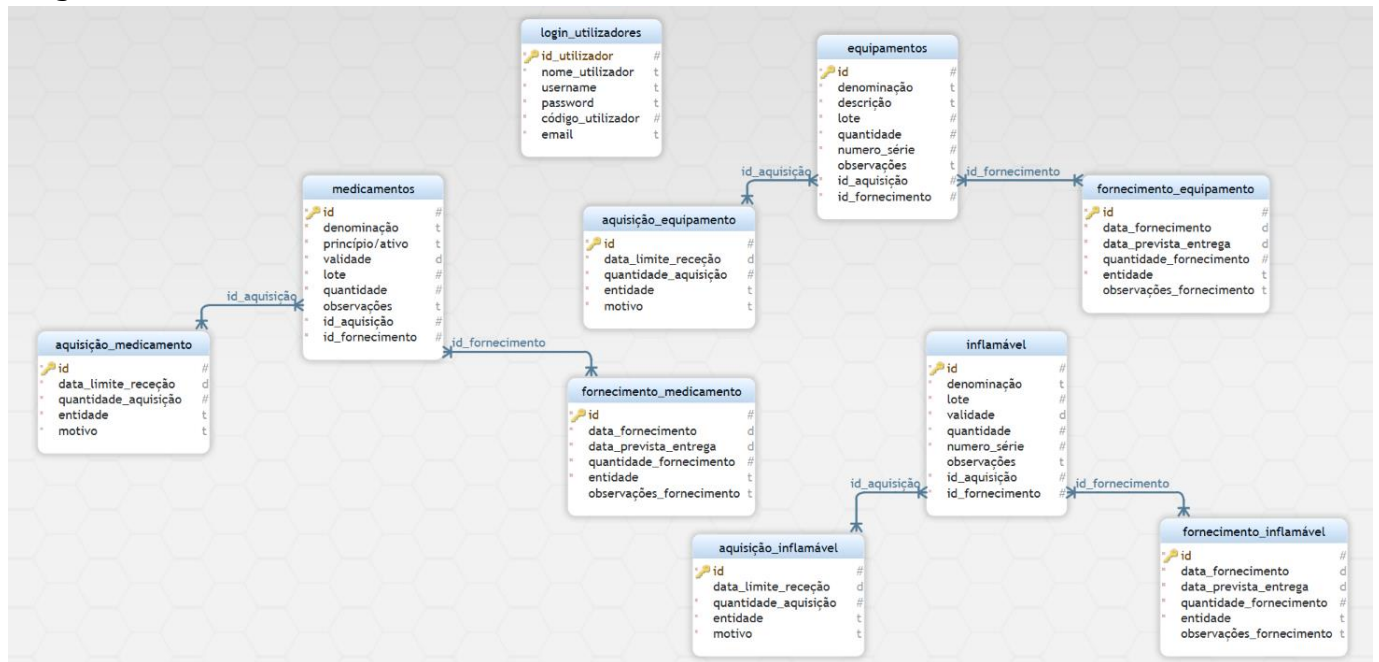 login_utilizadores
id_utilizador #
nome_utilizador t
username t
password t
código_utilizador #
email t
equipamentos
id #
denominação t
descrição t
lote #
quantidade #
numero_série #
observações t
id_aquisição #
id_fornecimento #
id_aquisição
id_fornecimento
fornecimento_equipamento
id #
data_fornecimento d
data_prevista_entrega d
quantidade_fornecimento #
entidade t
observações_fornecimento t
medicamentos
id #
denominação t
princípio/ativo t
validade d
lote #
quantidade #
observações t
id_aquisição #
id_fornecimento #
aquisição_equipamento
id #
data_limite_receção d
quantidade_aquisição #
entidade t
motivo t
id_aquisição
id_fornecimento
aquisição_medicamento
id #
data_limite_receção d
quantidade_aquisição #
entidade t
motivo t
fornecimento_medicamento
id #
data_fornecimento d
data_prevista_entrega d
quantidade_fornecimento #
entidade t
observações_fornecimento t
inflamável
id #
denominação t
lote #
validade d
quantidade #
numero_série #
observações t
id_aquisição #
id_fornecimento #
id_aquisição
id_fornecimento
aquisição_inflamável
id #
data_limite_receção d
quantidade_aquisição #
entidade t
motivo t
fornecimento_inflamável
id #
data_fornecimento d
data_prevista_entrega d
quantidade_fornecimento #
entidade t
observações_fornecimento t